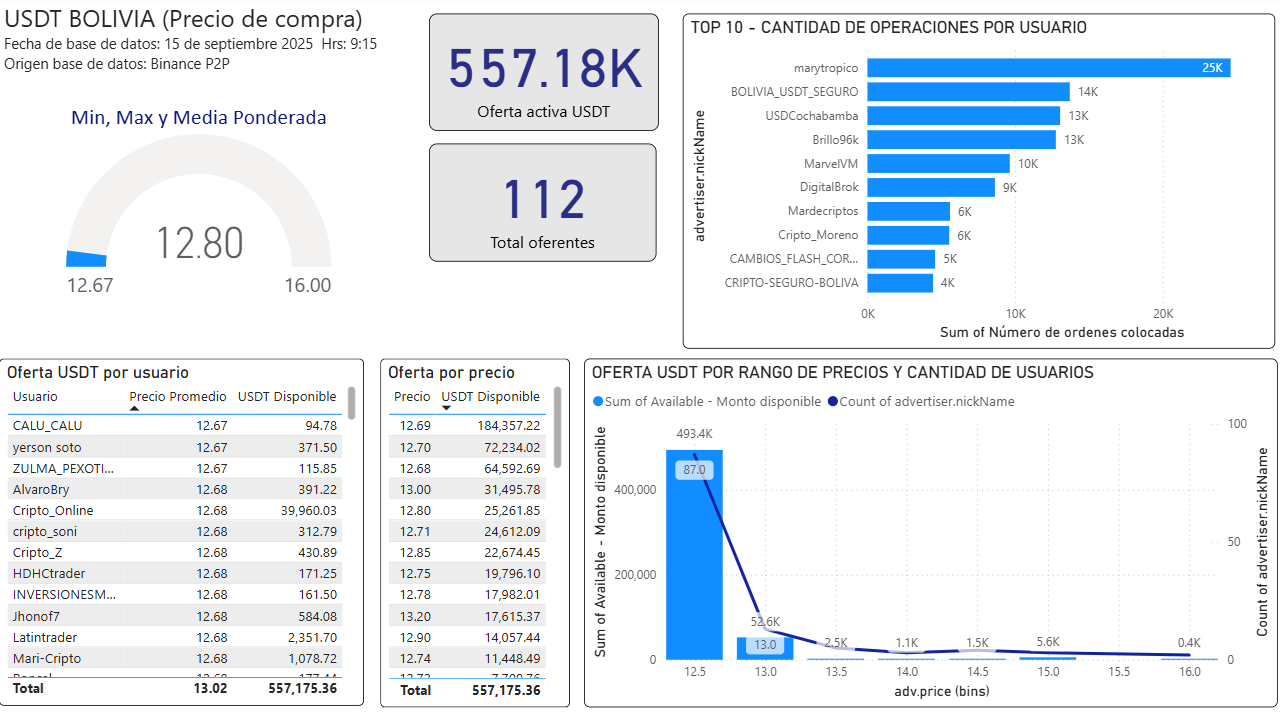 USDT BOLIVIA (Precio de compra)
Fecha de base de datos: 15 de septiembre 2025 Hrs: 9:15
Origen base de datos: Binance P2P
Min, Max y Media Ponderada
12.80
12.67
16.00
557.18K
Oferta activa USDT
112
Total oferentes
TOP 10 - CANTIDAD DE OPERACIONES POR USUARIO
advertiser.nickName
marytropico 25K
BOLIVIA_USDT_SEGURO 14K
USDCochabamba 13K
Brillo96k 13K
MarvelVM 10K
DigitalBrok 9K
Mardecriptos 6K
Cripto_Moreno 6K
CAMBIOS_FLASH_COR... 5K
CRIPTO-SEGURO-BOLIVA 4K
0K 10K 20K
Sum of Número de ordenes colocadas
Oferta USDT por usuario
Usuario Precio Promedio USDT Disponible
CALU_CALU 12.67 94.78
yerson soto 12.67 371.50
ZULMA_PEXOTI... 12.67 115.85
AlvaroBry 12.68 391.22
Cripto_Online 12.68 39,960.03
cripto_soni 12.68 312.79
Cripto_Z 12.68 430.89
HDHCtrader 12.68 171.25
INVERSIONESM... 12.68 161.50
Jhonof7 12.68 584.08
Latintrader 12.68 2,351.70
Mari-Cripto 12.68 1,078.72
Total 13.02 557,175.36
Oferta por precio
Precio USDT Disponible
12.69 184,357.22
12.70 72,234.02
12.68 64,592.69
13.00 31,495.78
12.80 25,261.85
12.71 24,612.09
12.85 22,674.45
12.75 19,796.10
12.78 17,982.01
13.20 17,615.37
12.90 14,057.44
12.74 11,448.49
Total 557,175.36
OFERTA USDT POR RANGO DE PRECIOS Y CANTIDAD DE USUARIOS
Sum of Available - Monto disponible Count of advertiser.nickName
Sum of Available - Monto disponible
400,000
200,000
0
493.4K
87.0
52.6K
13.0
2.5K
1.1K
1.5K
5.6K
0.4K
100
50
0
Count of advertiser.nickName
12.5 13.0 13.5 14.0 14.5 15.0 15.5 16.0
adv.price (bins)